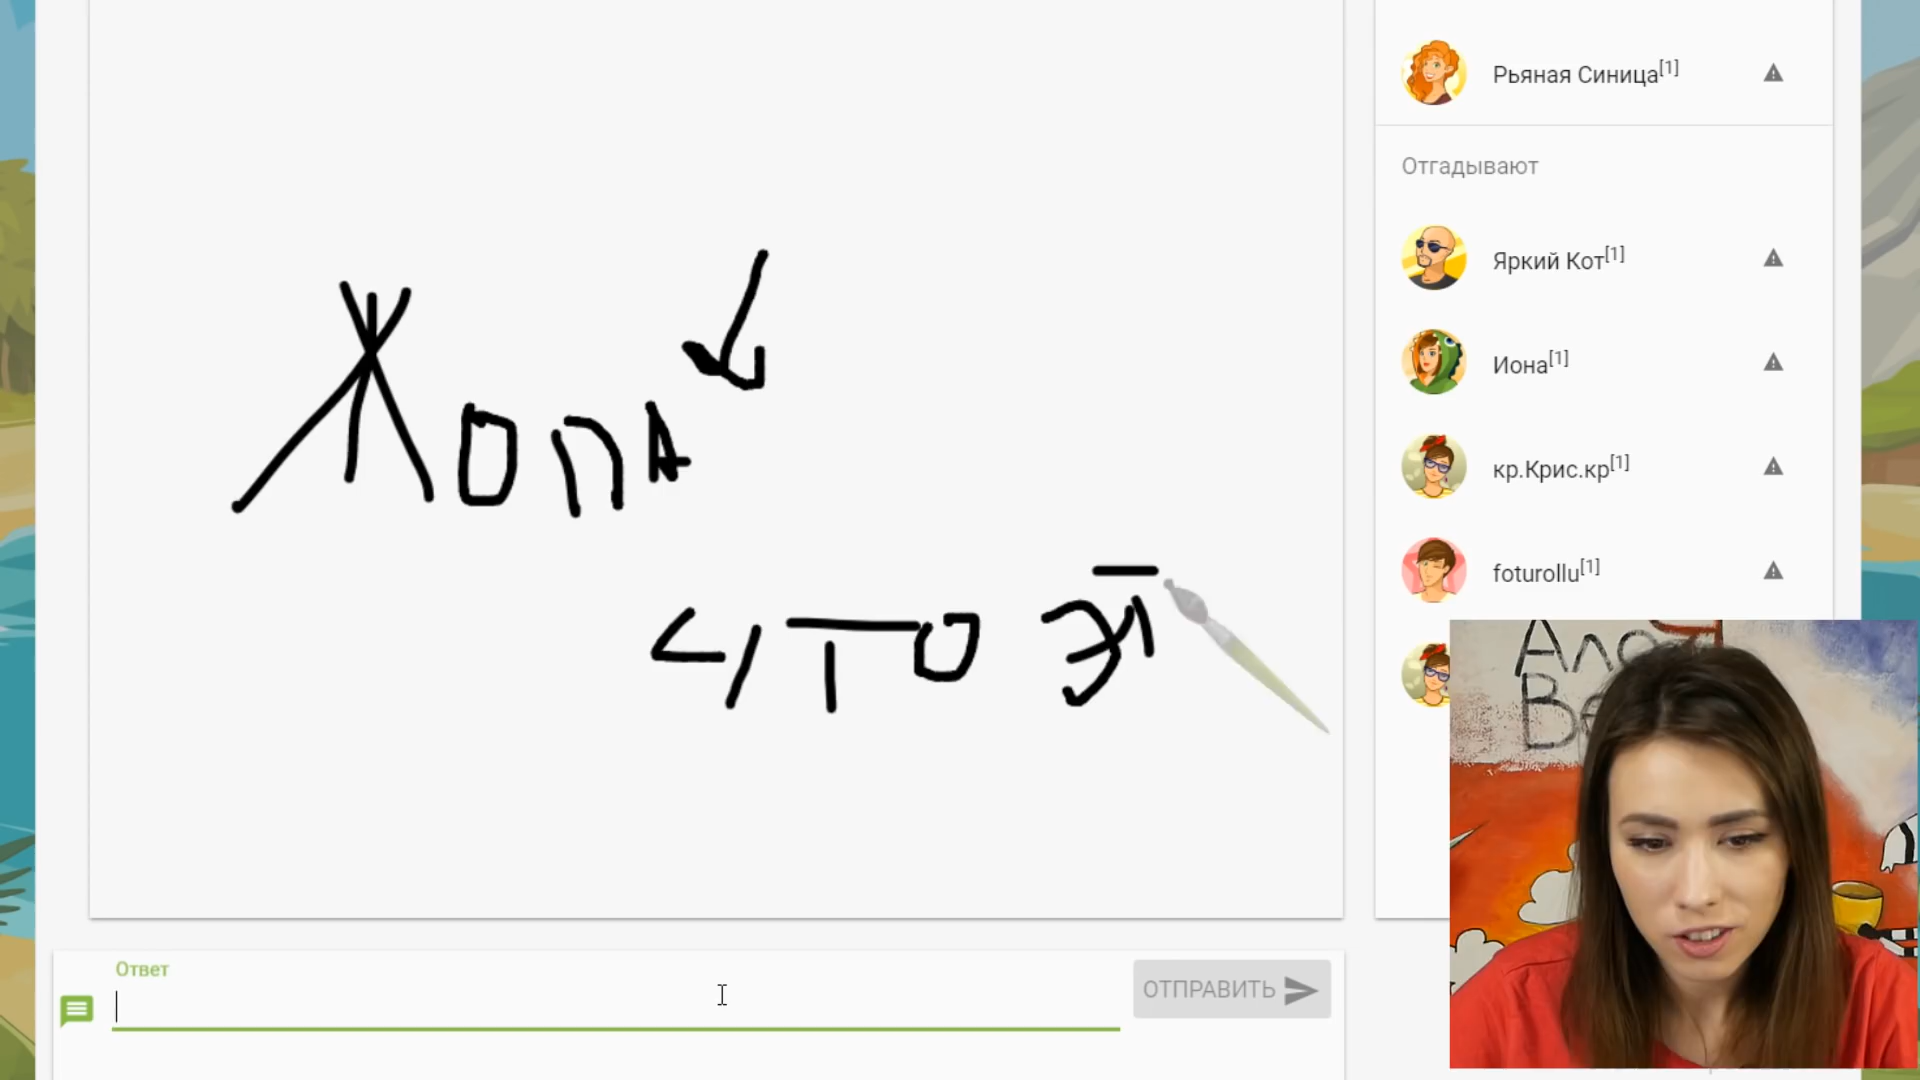 Рьяная Синица[1]
Отгадывают
Яркий Кот[1]
Иона[1]
кр.Крис.кр[1]
foturollu[1]
Жопа
что эт
Ответ
ОТПРАВИТЬ